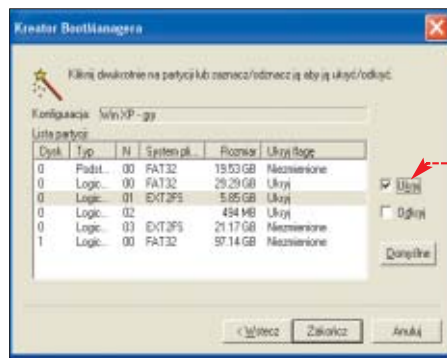 Kreator BootManagera
Kliknij dwukrotnie na partycji lub zaznacz/odznacz ją aby ją ukryć/odkryć.
Konfiguracja: Win XP - gry
Lista partycji
Dysk Typ N System pli... Rozmiar Ukryj flagę
0 Podst... 00 FAT32 19.53 GB Niezmienione
0 Logic... 00 FAT32 29.29 GB Ukryj
0 Logic... 01 EXT2FS 5.85 GB Ukryj
0 Logic... 02 494 MB Ukryj
0 Logic... 03 EXT2FS 21.17 GB Niezmienione
1 Logic... 00 FAT32 97.14 GB Niezmienione
Ukryj
Odkryj
Domyślne
< Wstecz Zakończ Anuluj